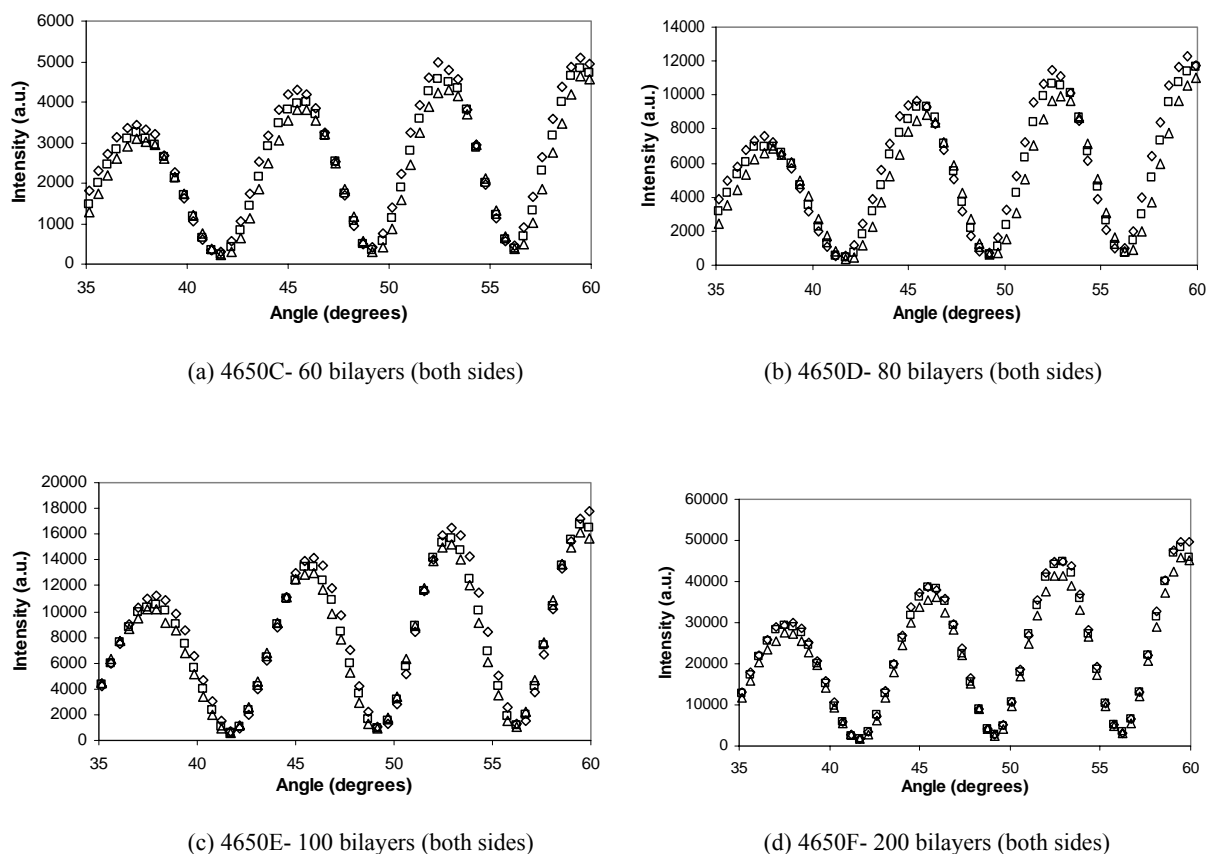 6000
5000
4000
3000
2000
1000
0
Intensity (a.u.)
35 40 45 50 55 60
Angle (degrees)
(a) 4650C- 60 bilayers (both sides)
14000
12000
10000
8000
6000
4000
2000
0
Intensity (a.u.)
35 40 45 50 55 60
Angle (degrees)
(b) 4650D- 80 bilayers (both sides)
20000
18000
16000
14000
12000
10000
8000
6000
4000
2000
0
Intensity (a.u.)
35 40 45 50 55 60
Angle (degrees)
(c) 4650E- 100 bilayers (both sides)
60000
50000
40000
30000
20000
10000
0
Intensity (a.u.)
35 40 45 50 55 60
Angle (degrees)
(d) 4650F- 200 bilayers (both sides)